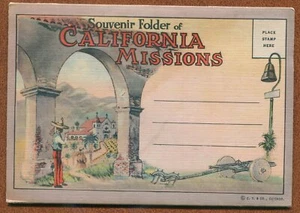 Souvenir Folder of
CALIFORNIA
MISSIONS
PLACE
STAMP
HERE